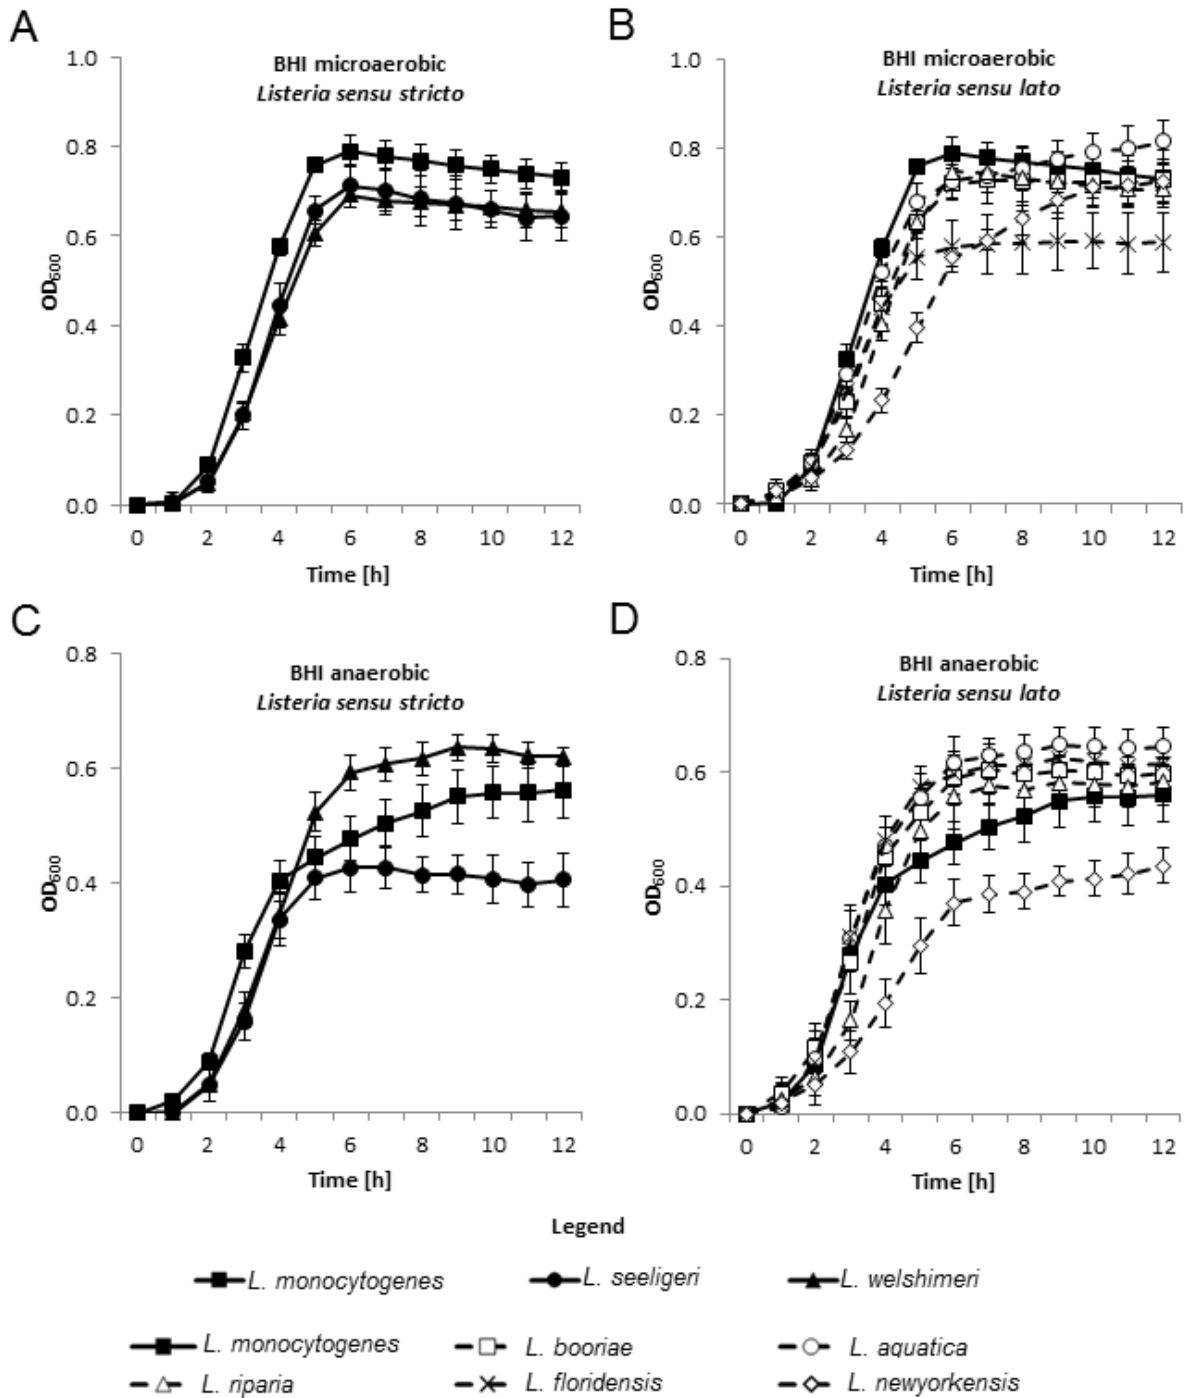 A
BHI microaerobic
Listeria sensu stricto
1.0
0.8
0.6
0.4
0.2
0.0
OD600
0 2 4 6 8 10 12
Time [h]
B
BHI microaerobic
Listeria sensu lato
1.0
0.8
0.6
0.4
0.2
0.0
OD600
0 2 4 6 8 10 12
Time [h]
C
BHI anaerobic
Listeria sensu stricto
0.8
0.6
0.4
0.2
0.0
OD600
0 2 4 6 8 10 12
Time [h]
D
BHI anaerobic
Listeria sensu lato
0.8
0.6
0.4
0.2
0.0
OD600
0 2 4 6 8 10 12
Time [h]
Legend
L. monocytogenes L. seeligeri L. welshimeri
L. monocytogenes L. booriae L. aquatica
L. riparia L. floridensis L. newyorkensis